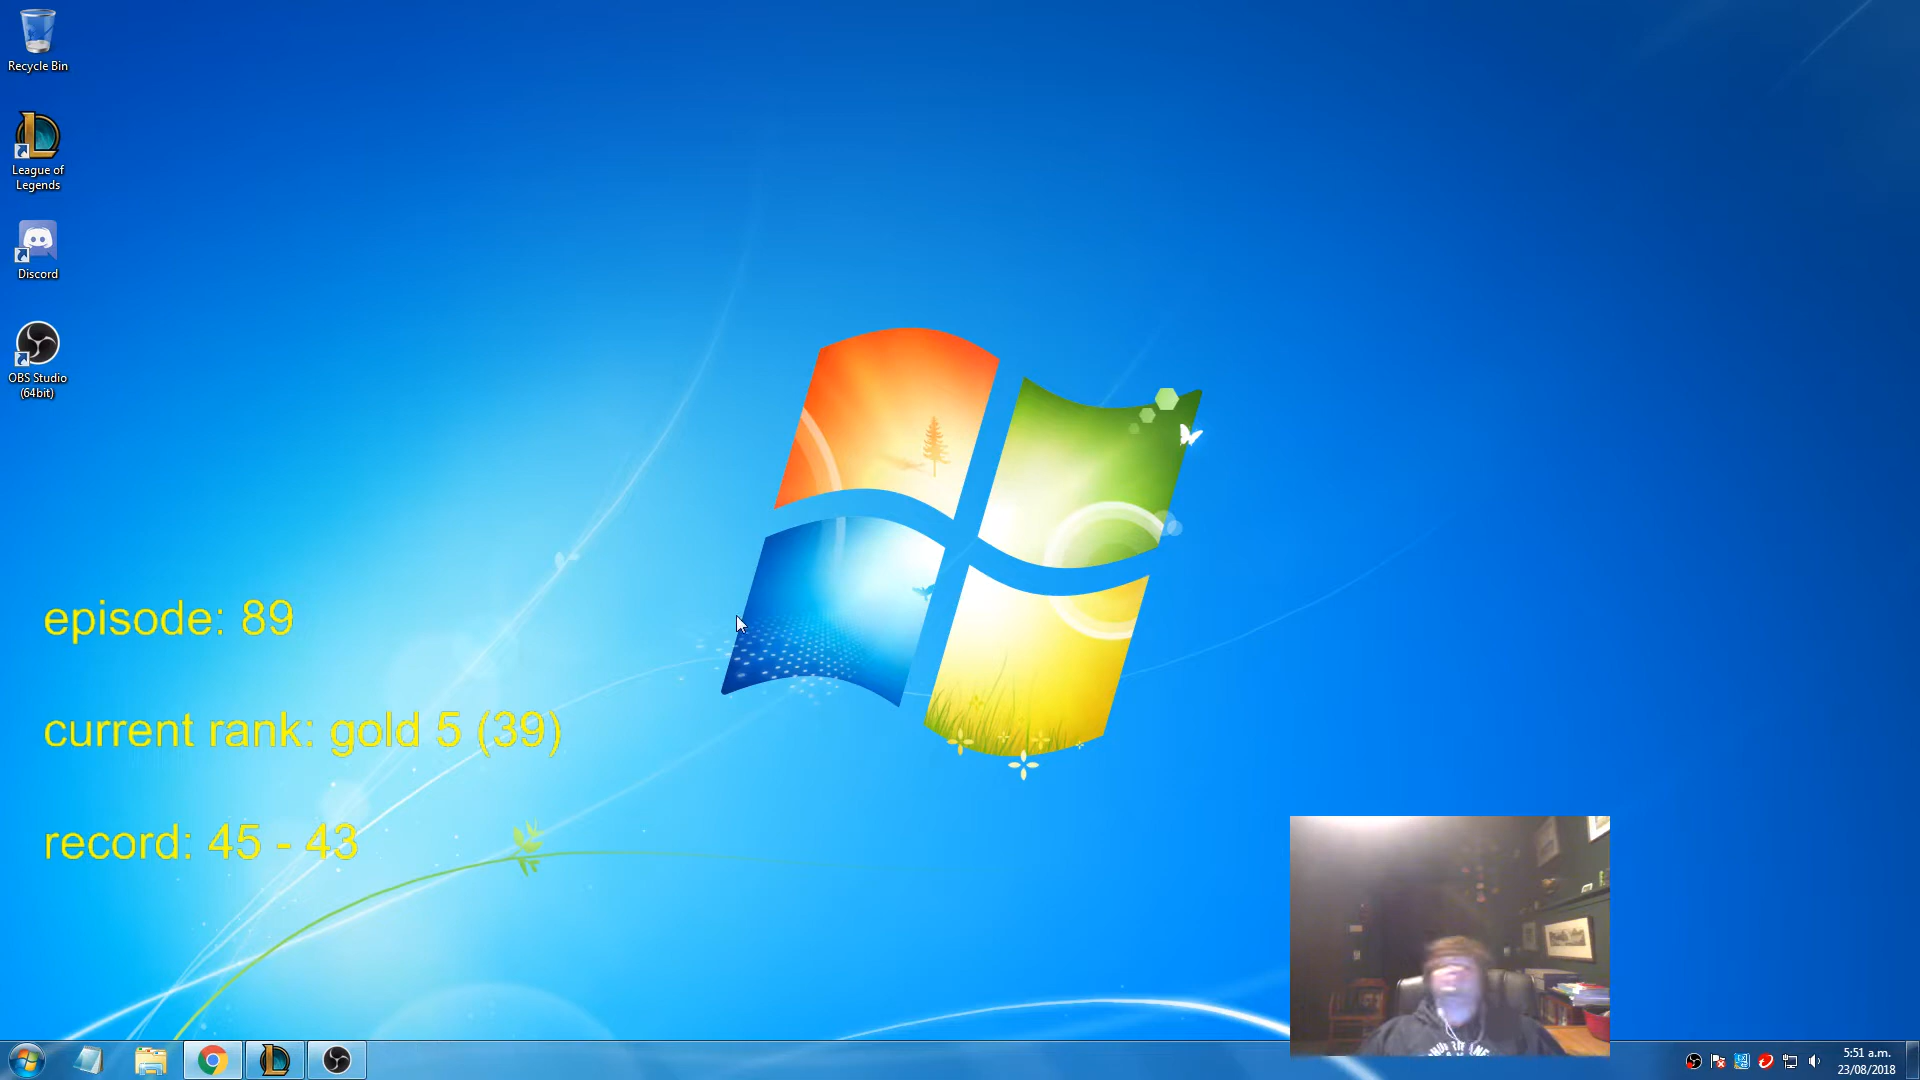 Recycle Bin
League of
Legends
Discord
OBS Studio
(64bit)
episode: 89
current rank: gold 5 (39)
record: 45 - 43
5:51 a.m.
23/08/2018